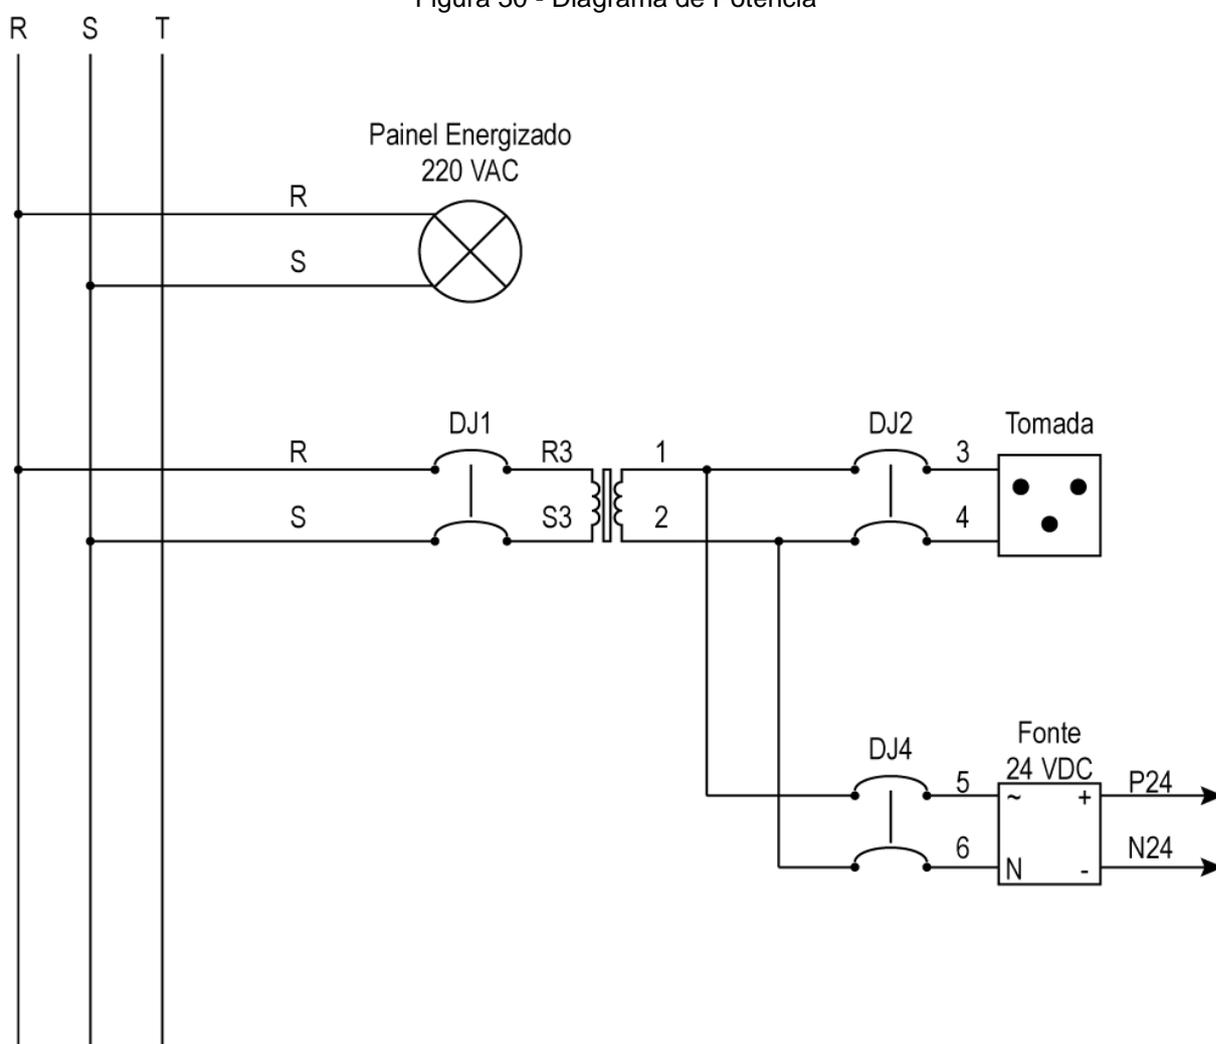 Figura 30 - Diagrama de Potência
R S T
Painel Energizado
220 VAC
R
S
DJ1
DJ2
Tomada
R
R3
1
3
S
S3
2
4
DJ4
Fonte
24 VDC
5
~ +
P24
6
N -
N24